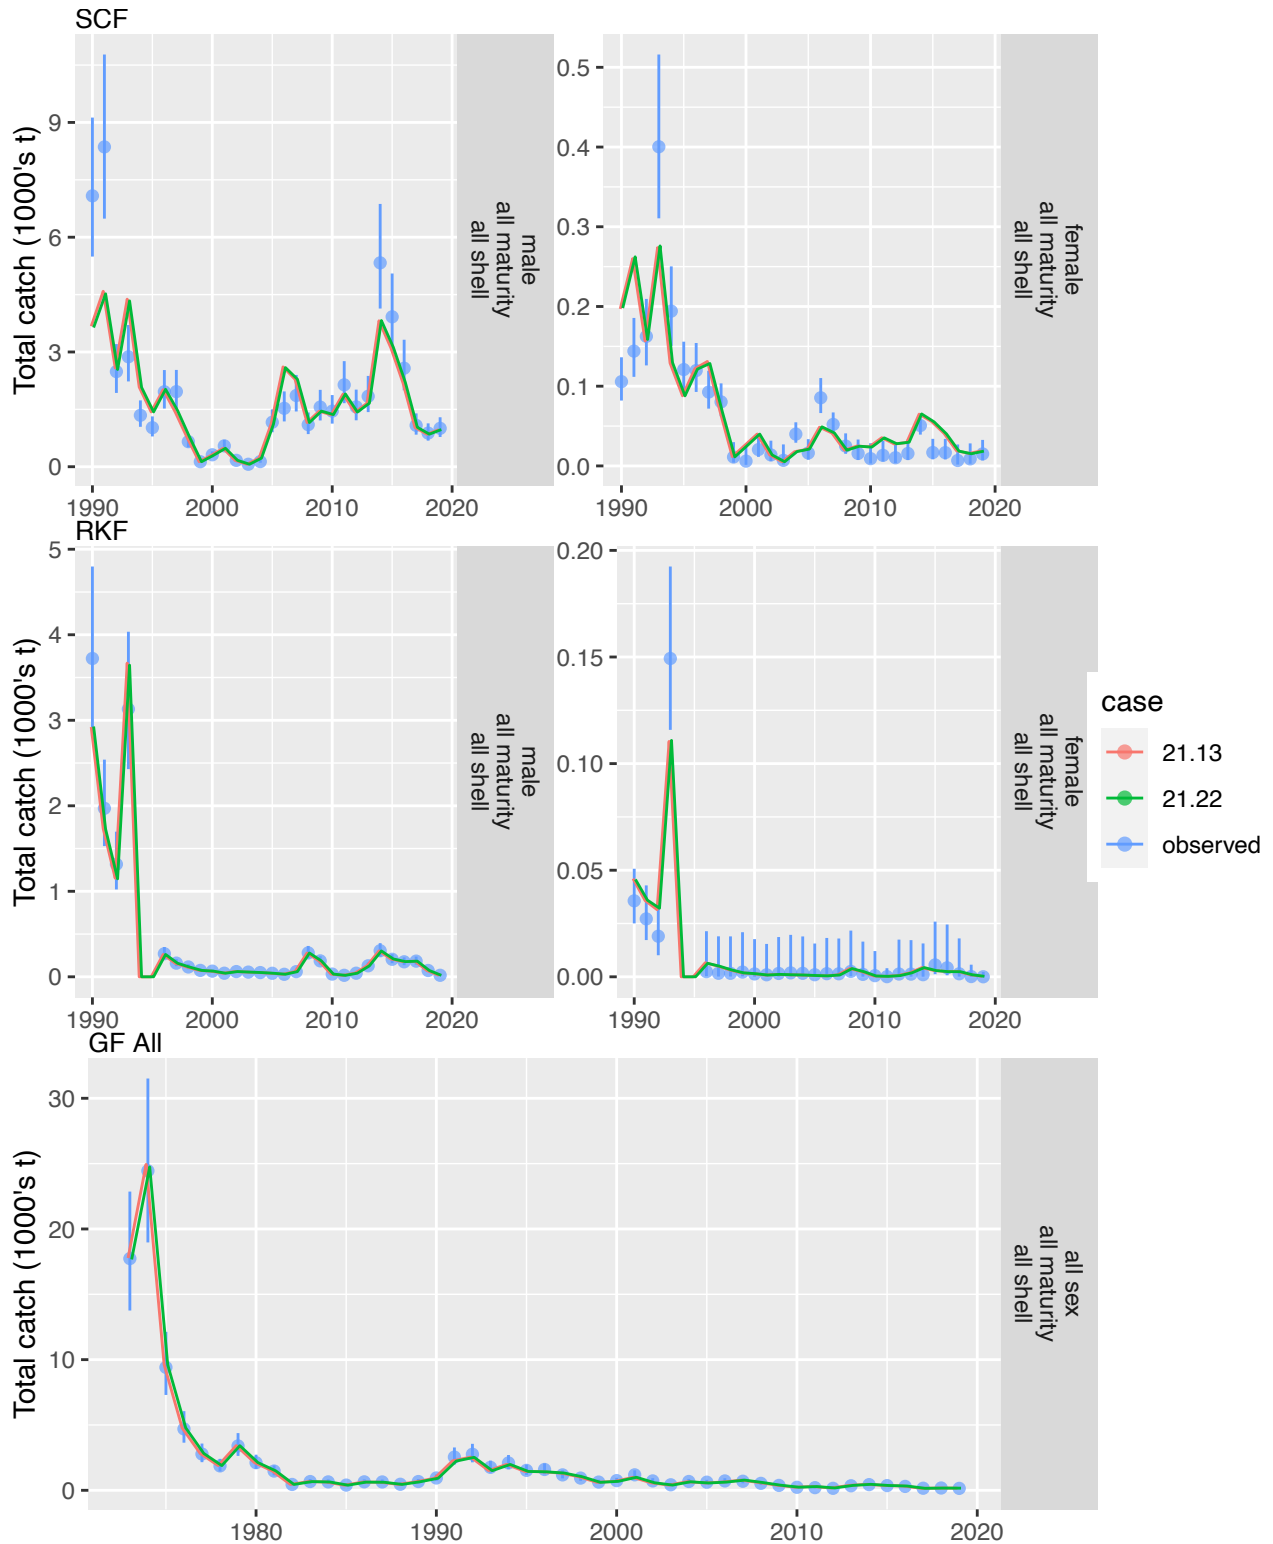 SCF
Total catch (1000's t)
9
6
3
0
1990
2000
2010
2020
male
all maturity
all shell
0.5
0.4
0.3
0.2
0.1
0.0
1990
2000
2010
2020
female
all maturity
all shell
RKF
Total catch (1000's t)
5
4
3
2
1
0
1990
2000
2010
2020
male
all maturity
all shell
0.20
0.15
0.10
0.05
0.00
1990
2000
2010
2020
female
all maturity
all shell
case
21.13
21.22
observed
GF All
Total catch (1000's t)
30
20
10
0
1980
1990
2000
2010
2020
all sex
all maturity
all shell